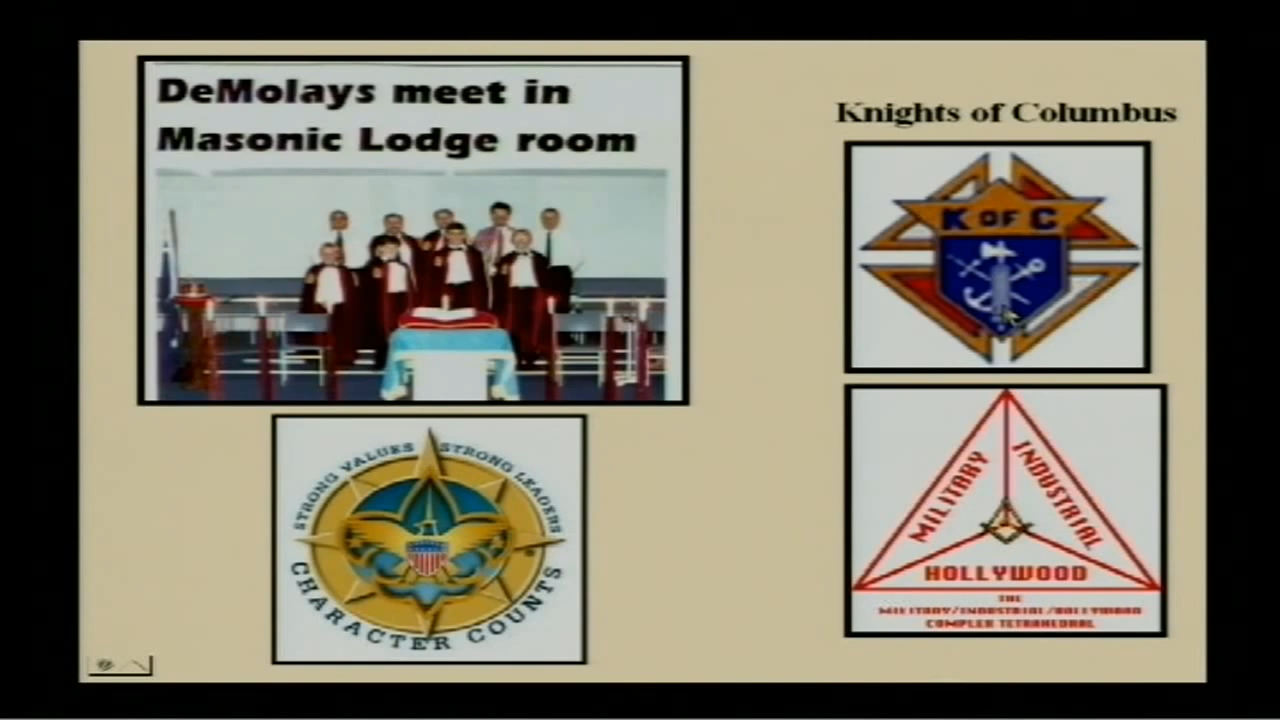 DeMolays meet in
Masonic Lodge room
Knights of Columbus
K OF C
STRONG VALUES STRONG LEADERS
CHARACTER COUNTS
MILITARY
INDUSTRIAL
HOLLYWOOD
THE
MILITARY/INDUSTRIAL/HOLLYWOOD
COMPLEX TETRAHEDRAL